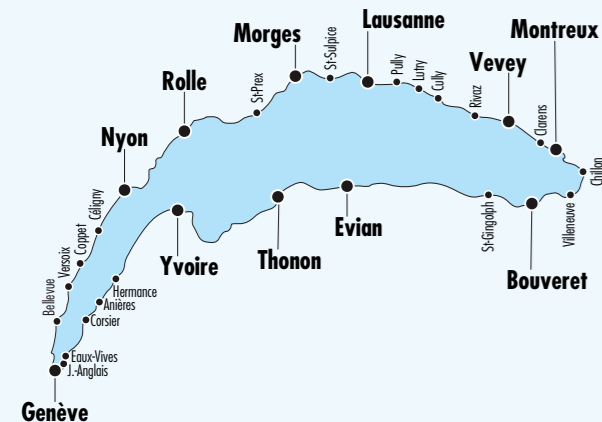 Lausanne
Morges
Montreux
St-Sulpice
Vevey
Rolle
Pully
Lutry
Cully
St-Prex
Rivaz
Clarens
Nyon
Chillon
Céligny
Evian
St-Gingolph
Villeneuve
Coppet
Yvoire
Thonon
Bouveret
Versoix
Hermance
Bellevue
Anières
Corsier
Eaux-Vives
J.-Anglais
Genève